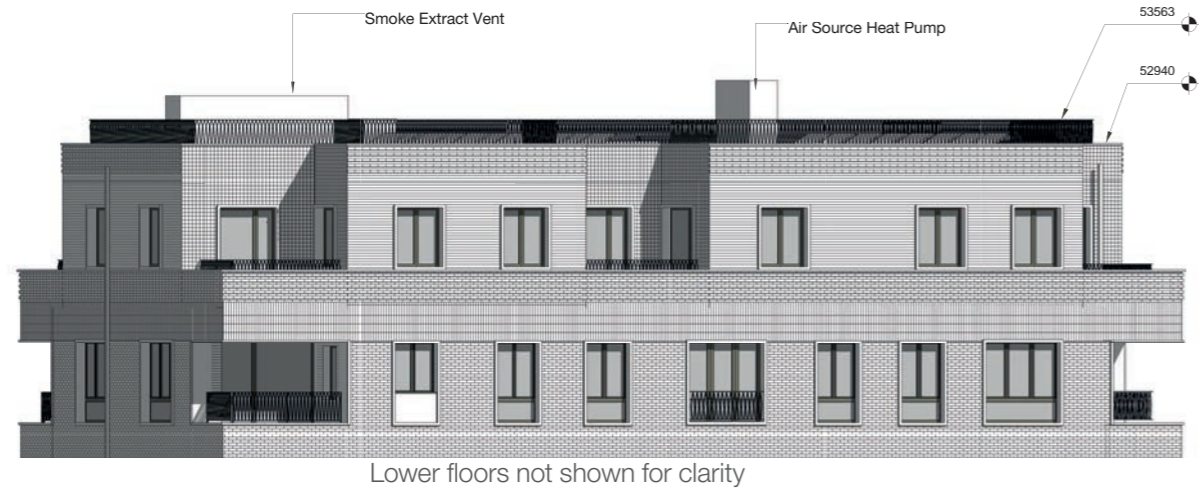 Smoke Extract Vent
Air Source Heat Pump
53563
52940
Lower floors not shown for clarity